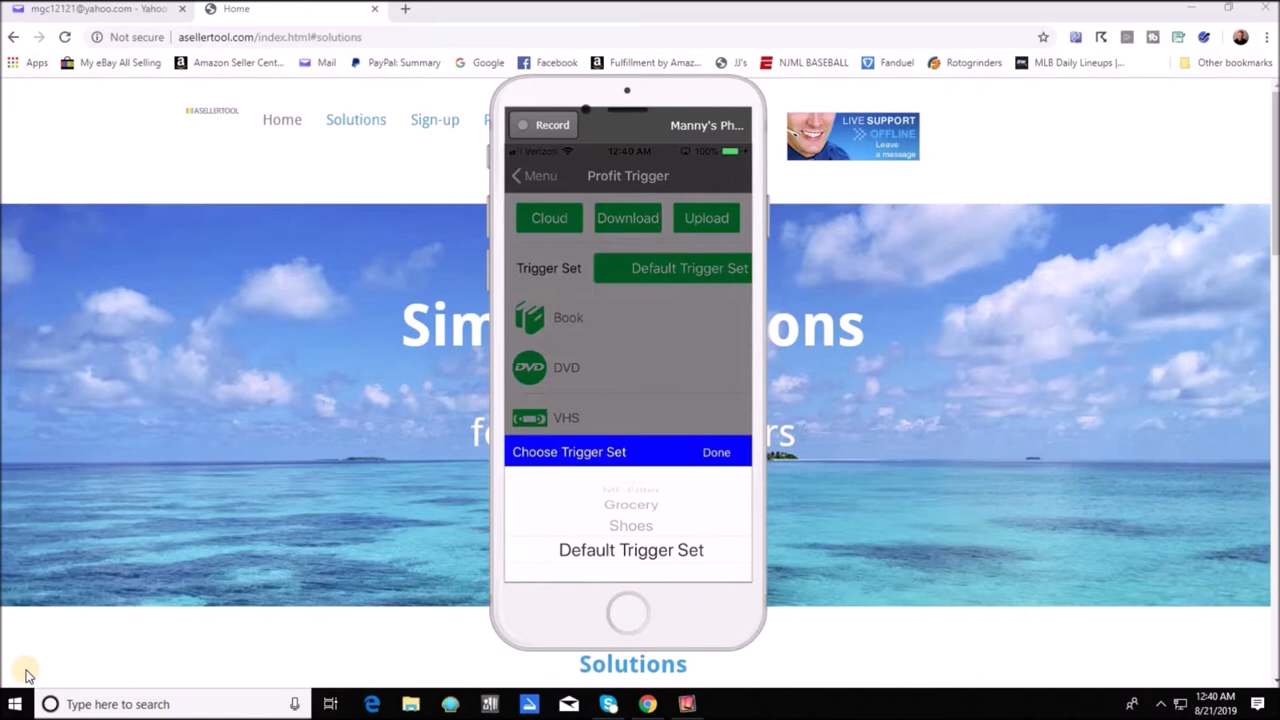 mgc12121@yahoo.com - Yahoo
Home
Not secure
asellertool.com/index.html#solutions
Apps
My eBay All Selling
Amazon Seller Cent...
Mail
PayPal: Summary
Google
Facebook
Fulfillment by Amaz...
JJ's
NJML BASEBALL
Fanduel
Rotogrinders
MLB Daily Lineups |...
Other bookmarks
ASELLERTOOL
Home
Solutions
Sign-up
LIVE SUPPORT
OFFLINE
Leave
a message
Record
Manny's Ph...
Verizon
12:40 AM
100%
Menu
Profit Trigger
Cloud
Download
Upload
Trigger Set
Default Trigger Set
Book
DVD
DVD
VHS
Choose Trigger Set
Done
Grocery
Shoes
Default Trigger Set
Solutions
Type here to search
12:40 AM
8/21/2019